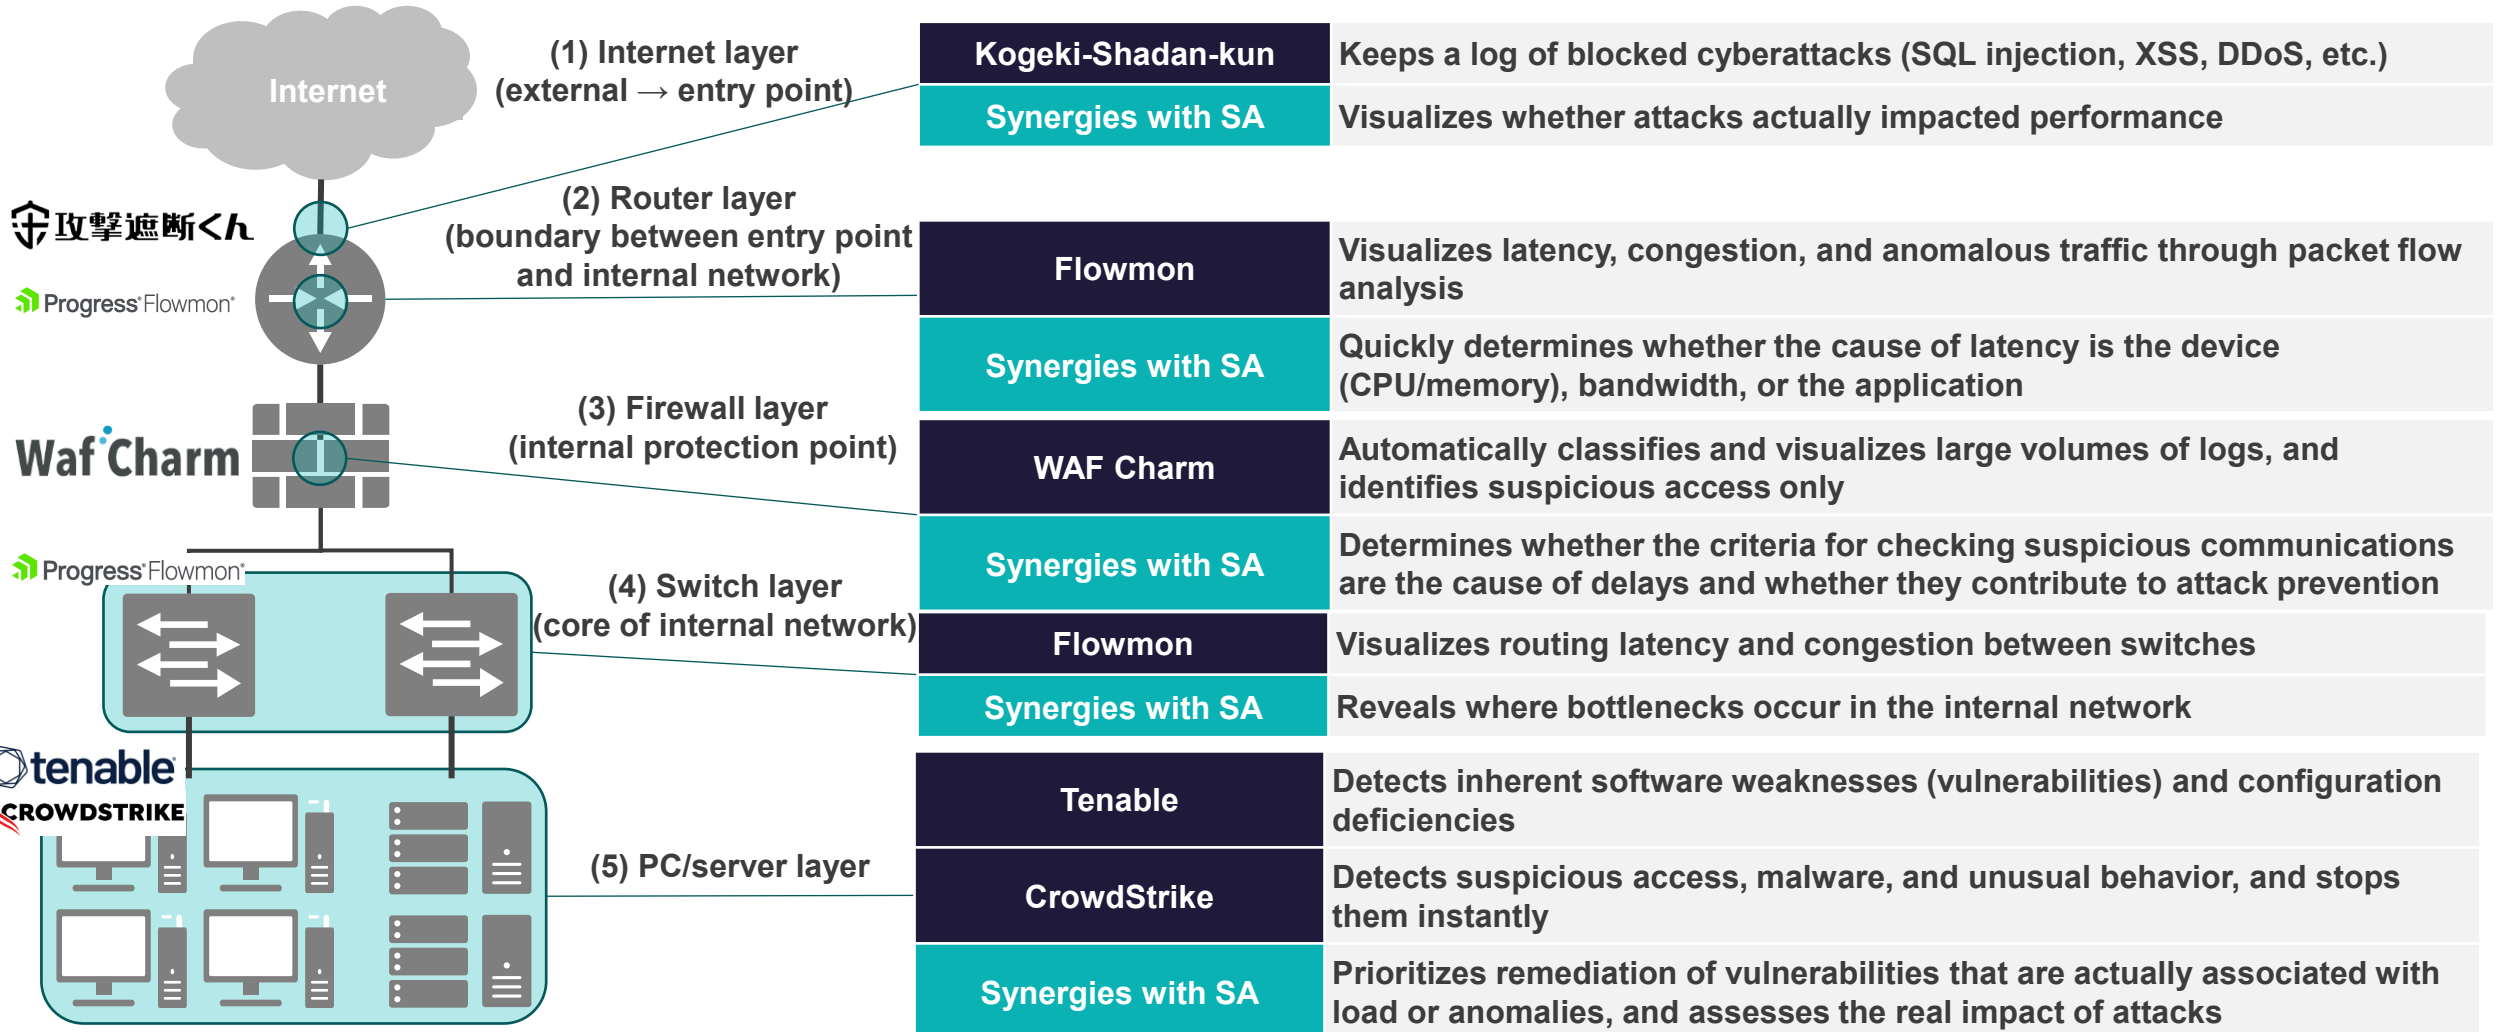 Internet
(1) Internet layer
(external → entry point)
Kogeki-Shadan-kun
Keeps a log of blocked cyberattacks (SQL injection, XSS, DDoS, etc.)
Synergies with SA
Visualizes whether attacks actually impacted performance
攻撃遮断くん
Progress Flowmon
(2) Router layer
(boundary between entry point
and internal network)
Flowmon
Visualizes latency, congestion, and anomalous traffic through packet flow
analysis
Synergies with SA
Quickly determines whether the cause of latency is the device
(CPU/memory), bandwidth, or the application
WafCharm
(3) Firewall layer
(internal protection point)
WAF Charm
Automatically classifies and visualizes large volumes of logs, and
identifies suspicious access only
Synergies with SA
Determines whether the criteria for checking suspicious communications
are the cause of delays and whether they contribute to attack prevention
Progress Flowmon
(4) Switch layer
(core of internal network)
Flowmon
Visualizes routing latency and congestion between switches
Synergies with SA
Reveals where bottlenecks occur in the internal network
tenable
CROWDSTRIKE
(5) PC/server layer
Tenable
Detects inherent software weaknesses (vulnerabilities) and configuration
deficiencies
CrowdStrike
Detects suspicious access, malware, and unusual behavior, and stops
them instantly
Synergies with SA
Prioritizes remediation of vulnerabilities that are actually associated with
load or anomalies, and assesses the real impact of attacks